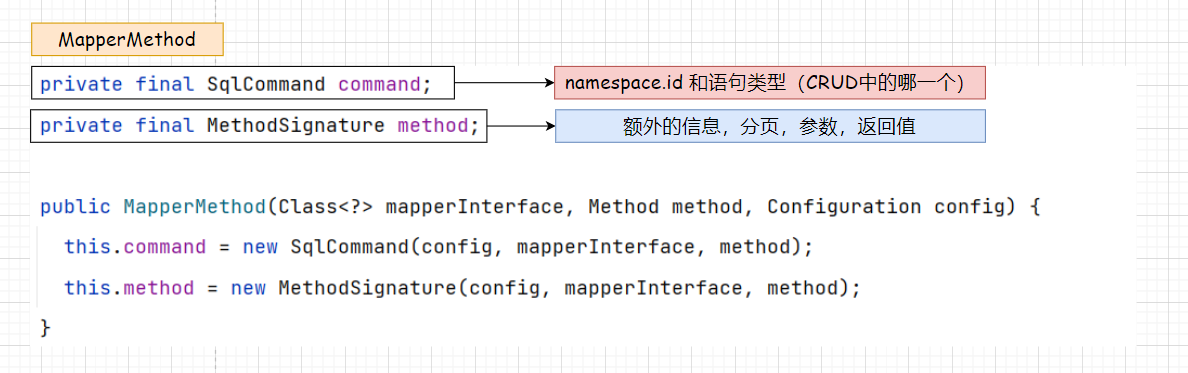 MapperMethod
private final SqlCommand command;
namespace.id 和语句类型（CRUD中的哪一个）
private final MethodSignature method;
额外的信息，分页，参数，返回值
public MapperMethod(Class<?> mapperInterface, Method method, Configuration config) {
this.command = new SqlCommand(config, mapperInterface, method);
this.method = new MethodSignature(config, mapperInterface, method);
}